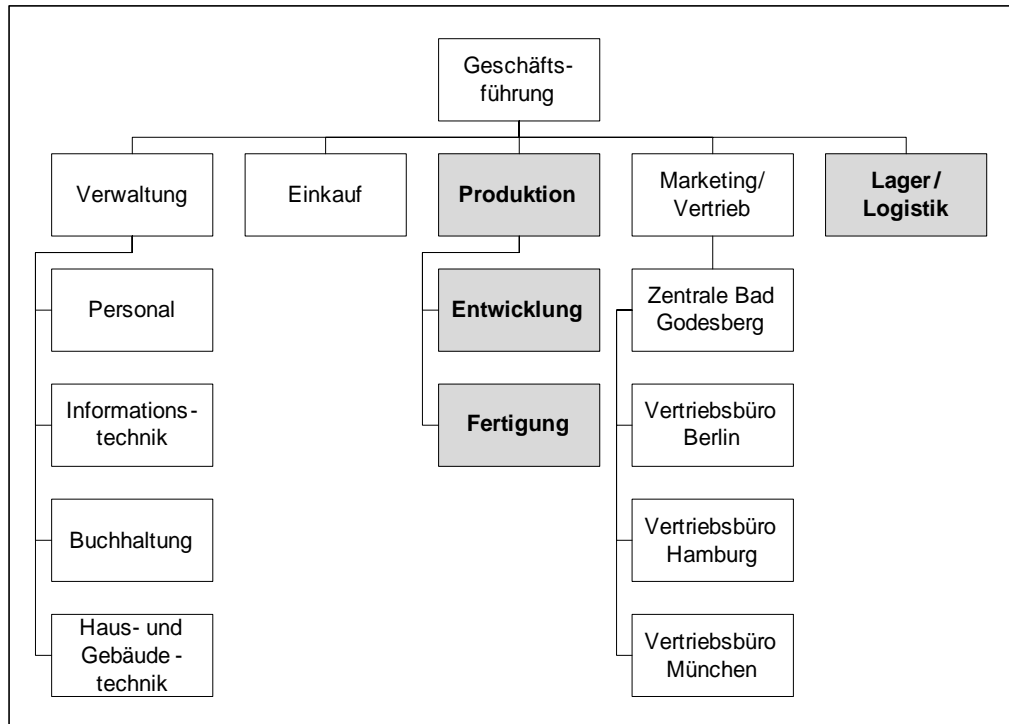 Geschäfts-
führung
Verwaltung
Einkauf
Produktion
Marketing/
Vertrieb
Lager /
Logistik
Personal
Entwicklung
Zentrale Bad
Godesberg
Informations-
technik
Fertigung
Vertriebsbüro
Berlin
Buchhaltung
Vertriebsbüro
Hamburg
Haus- und
Gebäude -
technik
Vertriebsbüro
München